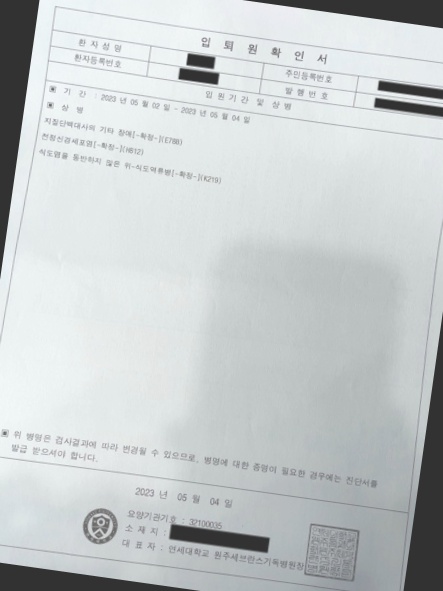 입 퇴 원 확 인 서
환 자 성 명
주민등록번호
환자등록번호
발 행 번 호
입 원 기 간 및 상 병
▣ 기 간 : 2023 년 05 월 02 일 - 2023 년 05 월 04 일
▣ 상 병
지질단백대사의 기타 장애[-확정-](E788)
전정신경세포염[-확정-](H812)
식도염을 동반하지 않은 위-식도역류병[-확정-](K219)
▣ 위 병명은 검사결과에 따라 변경될 수 있으므로, 병명에 대한 증명이 필요한 경우에는 진단서를
발급 받으셔야 합니다.
2023 년 05 월 04 일
요양기관기호 : 32100035
소 재 지 :
대 표 자 : 연세대학교 원주세브란스기독병원장